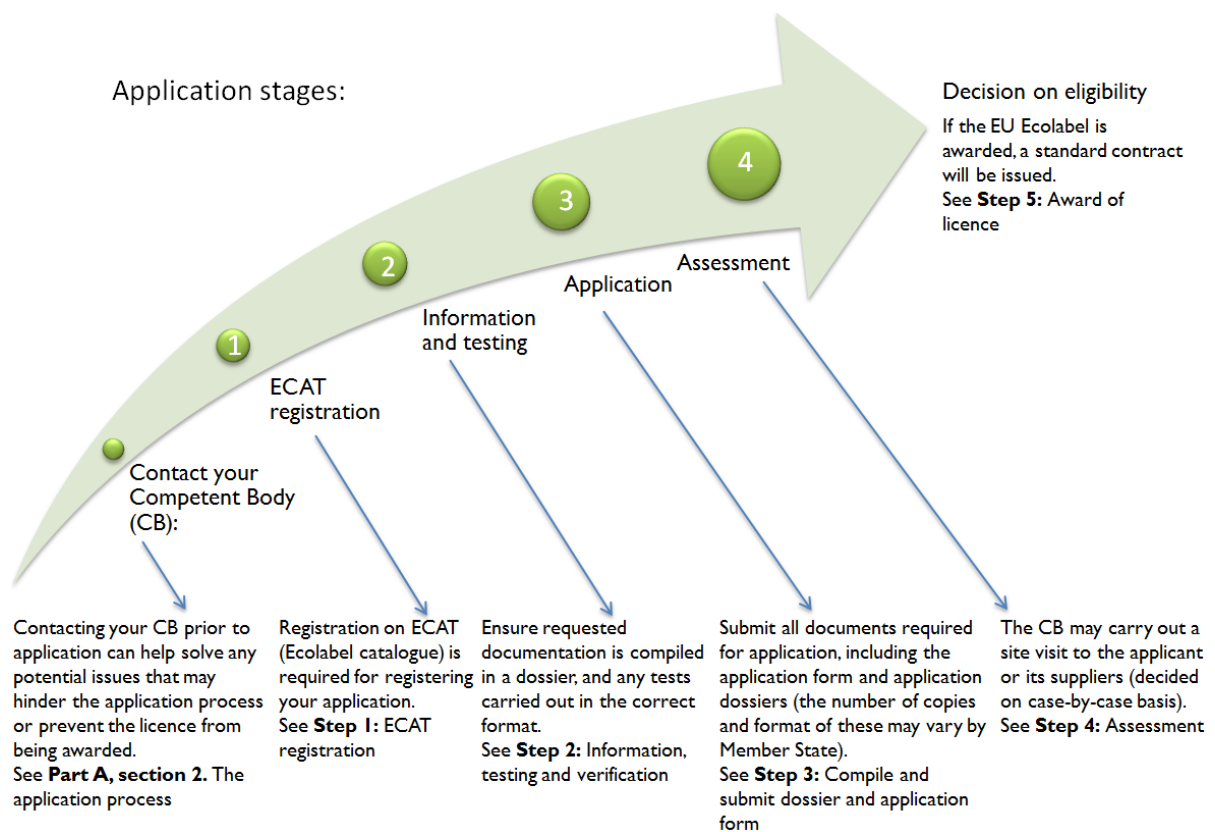 Application stages:
4
3
2
1
Decision on eligibility
If the EU Ecolabel is
awarded, a standard contract
will be issued.
See Step 5: Award of
licence
Assessment
Application
Information
and testing
ECAT
registration
Contact your
Competent Body
(CB):
Contacting your CB prior to
application can help solve any
potential issues that may
hinder the application process
or prevent the licence from
being awarded.
See Part A, section 2. The
application process
Registration on ECAT
(Ecolabel catalogue) is
required for registering
your application.
See Step 1: ECAT
registration
Ensure requested
documentation is compiled
in a dossier, and any tests
carried out in the correct
format.
See Step 2: Information,
testing and verification
Submit all documents required
for application, including the
application form and application
dossiers (the number of copies
and format of these may vary by
Member State).
See Step 3: Compile and
submit dossier and application
form
The CB may carry out a
site visit to the applicant
or its suppliers (decided
on case-by-case basis).
See Step 4: Assessment